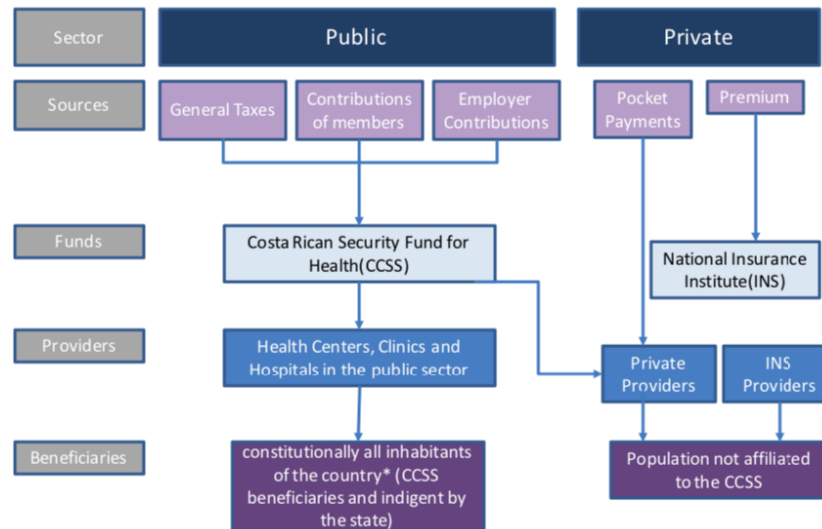 Sector
Public
Private
Sources
General Taxes
Contributions
of members
Employer
Contributions
Pocket
Payments
Premium
Funds
Costa Rican Security Fund for
Health(CCSS)
National Insurance
Institute(INS)
Providers
Health Centers, Clinics and
Hospitals in the public sector
Private
Providers
INS
Providers
Beneficiaries
constitutionally all inhabitants
of the country* (CCSS
beneficiaries and indigent by
the state)
Population not affiliated
to the CCSS